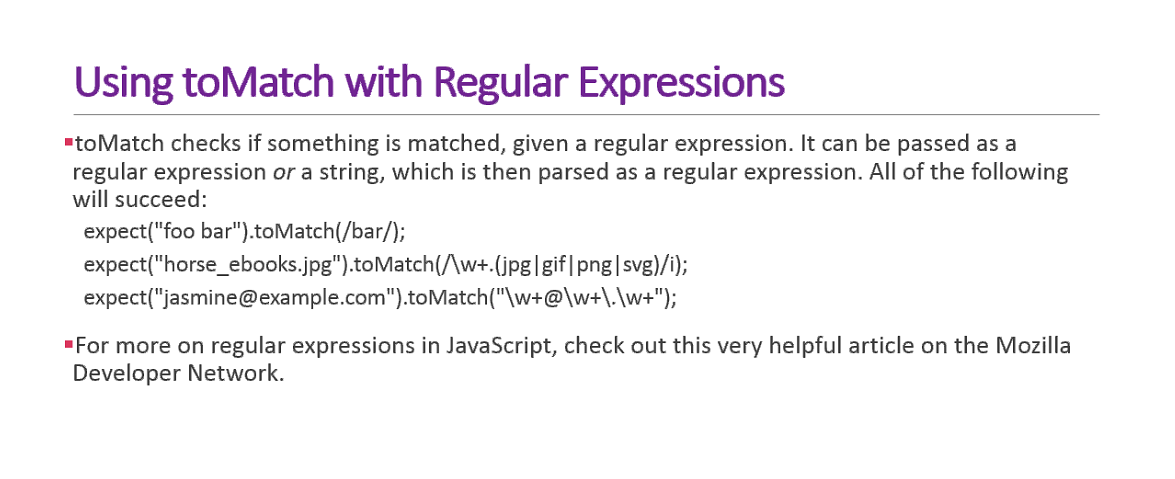 Using toMatch with Regular Expressions
▪toMatch checks if something is matched, given a regular expression. It can be passed as a
regular expression or a string, which is then parsed as a regular expression. All of the following
will succeed:
expect("foo bar").toMatch(/bar/);
expect("horse_ebooks.jpg").toMatch(/\w+.(jpg|gif|png|svg)/i);
expect("jasmine@example.com").toMatch("\w+@\w+\.\w+");
▪For more on regular expressions in JavaScript, check out this very helpful article on the Mozilla
Developer Network.